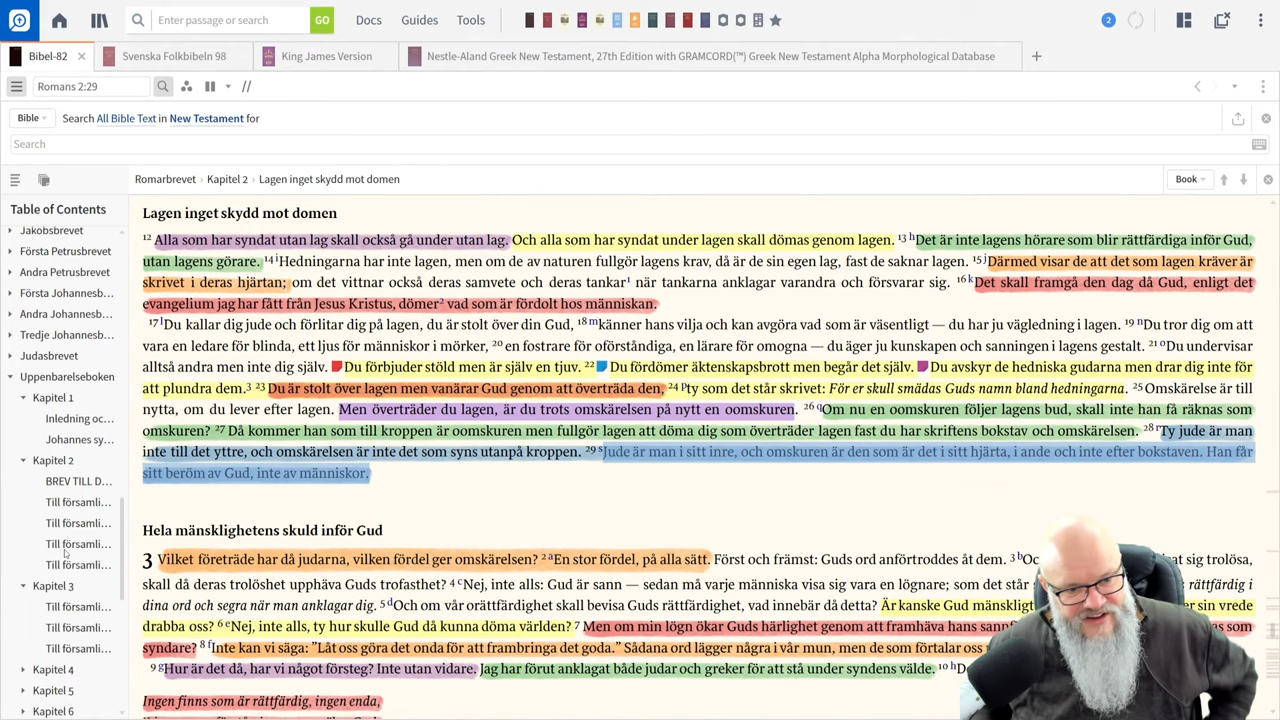 Enter passage or search GO Docs Guides Tools 2
Bibel-82 Svenska Folkbibeln 98 King James Version Nestle-Aland Greek New Testament, 27th Edition with GRAMCORD(™) Greek New Testament Alpha Morphological Database
Romans 2:29
Bible Search All Bible Text in New Testament for
Search
Romarbrevet › Kapitel 2 › Lagen inget skydd mot domen Book
Table of Contents
Jakobsbrevet
Första Petrusbrevet
Andra Petrusbrevet
Första Johannesb...
Andra Johannesb...
Tredje Johannesb...
Judasbrevet
Uppenbarelseboken
Kapitel 1
Inledning oc...
Johannes sy...
Kapitel 2
BREV TILL D...
Till församli...
Till församli...
Till församli...
Till församli...
Kapitel 3
Till församli...
Till församli...
Till församli...
Kapitel 4
Kapitel 5
Kapitel 6
Lagen inget skydd mot domen
12 Alla som har syndat utan lag skall också gå under utan lag. Och alla som har syndat under lagen skall dömas genom lagen. 13 h Det är inte lagens hörare som blir rättfärdiga inför Gud,
utan lagens görare. 14 i Hedningarna har inte lagen, men om de av naturen fullgör lagens krav, då är de sin egen lag, fast de saknar lagen. 15 j Därmed visar de att det som lagen kräver är
skrivet i deras hjärtan; om det vittnar också deras samvete och deras tankar1 när tankarna anklagar varandra och försvarar sig. 16 k Det skall framgå den dag då Gud, enligt det
evangelium jag har fått från Jesus Kristus, dömer2 vad som är fördolt hos människan.
17 l Du kallar dig jude och förlitar dig på lagen, du är stolt över din Gud, 18 m känner hans vilja och kan avgöra vad som är väsentligt — du har ju vägledning i lagen. 19 n Du tror dig om att
vara en ledare för blinda, ett ljus för människor i mörker, 20 en fostrare för oförståndiga, en lärare för omogna — du äger ju kunskapen och sanningen i lagens gestalt. 21 o Du undervisar
alltså andra men inte dig själv. Du förbjuder stöld men är själv en tjuv. 22 Du fördömer äktenskapsbrott men begår det själv. Du avskyr de hedniska gudarna men drar dig inte för
att plundra dem.3 23 Du är stolt över lagen men vanärar Gud genom att överträda den, 24 p ty som det står skrivet: För er skull smädas Guds namn bland hedningarna. 25 Omskärelse är till
nytta, om du lever efter lagen. Men överträder du lagen, är du trots omskärelsen på nytt en oomskuren. 26 q Om nu en oomskuren följer lagens bud, skall inte han få räknas som
omskuren? 27 Då kommer han som till kroppen är oomskuren men fullgör lagen att döma dig som överträder lagen fast du har skriftens bokstav och omskärelsen. 28 r Ty jude är man
inte till det yttre, och omskärelsen är inte det som syns utanpå kroppen. 29 s Jude är man i sitt inre, och omskuren är den som är det i sitt hjärta, i ande och inte efter bokstaven. Han får
sitt beröm av Gud, inte av människor.
Hela mänsklighetens skuld inför Gud
3 Vilket företräde har då judarna, vilken fördel ger omskärelsen? 2 a En stor fördel, på alla sätt. Först och främst: Guds ord anförtroddes åt dem. 3 b sig trolösa,
skall då deras trolöshet upphäva Guds trofasthet? 4 c Nej, inte alls: Gud är sann — sedan må varje människa visa sig vara en lögnare; som det står rättfärdig i
dina ord och segra när man anklagar dig. 5 d Och om vår orättfärdighet skall bevisa Guds rättfärdighet, vad innebär då detta? Är kanske Gud sin vrede
drabba oss? 6 e Nej, inte alls, ty hur skulle Gud då kunna döma världen? 7 Men om min lögn ökar Guds härlighet genom att framhäva hans som
syndare? 8 f Inte kan vi säga: ”Låt oss göra det onda för att frambringa det goda.” Sådana ord lägger några i vår mun, men de som förtalar oss
9 g Hur är det då, har vi något försteg? Inte utan vidare. Jag har förut anklagat både judar och greker för att stå under syndens välde. 10 h
Ingen finns som är rättfärdig, ingen enda,